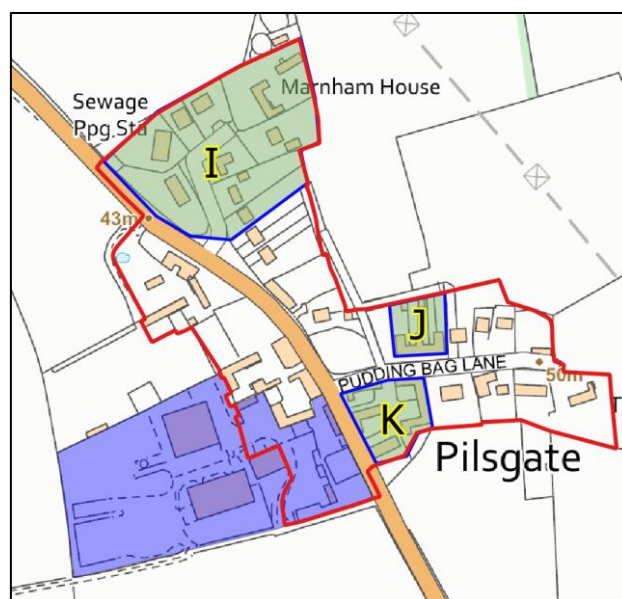 Marnham House
Sewage
Ppg Sta
I
43m
J
PUDDING BAG LANE
50m
K
Pilsgate